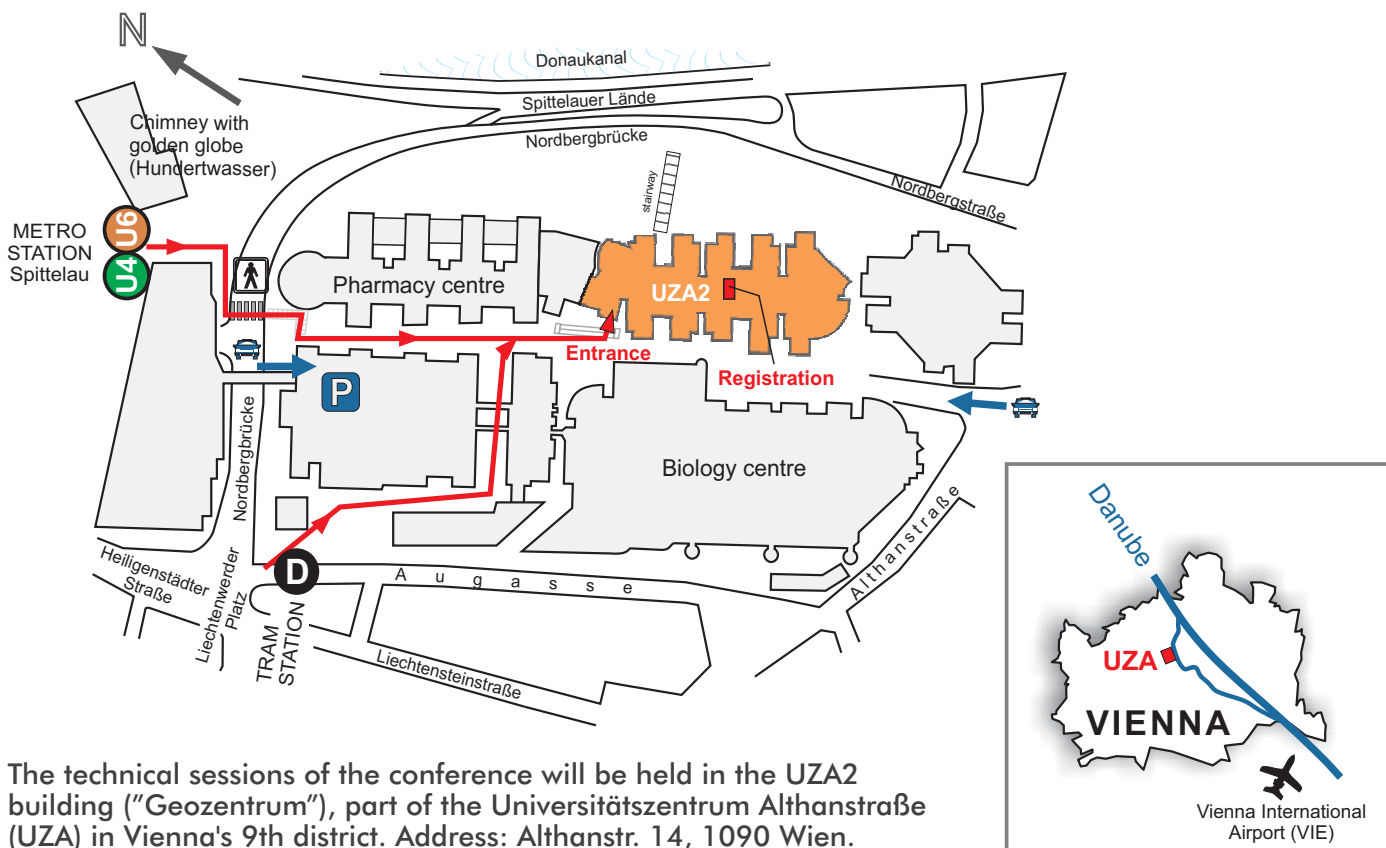 N
Donaukanal
Spittelauer Lände
Nordbergbrücke
Chimney with
golden globe
(Hundertwasser)
stairway
Nordbergstraße
METRO
STATION
Spittelau
U6
U4
Pharmacy centre
UZA2
Entrance
Registration
P
Nordbergbrücke
Biology centre
Althanstraße
Heiligenstädter
Straße
Liechtenwerder
Platz
D
TRAM
STATION
Augasse
Liechtensteinstraße
Danube
UZA
VIENNA
Vienna International
Airport (VIE)
The technical sessions of the conference will be held in the UZA2
building ("Geozentrum"), part of the Universitätszentrum Althanstraße
(UZA) in Vienna's 9th district. Address: Althanstr. 14, 1090 Wien.